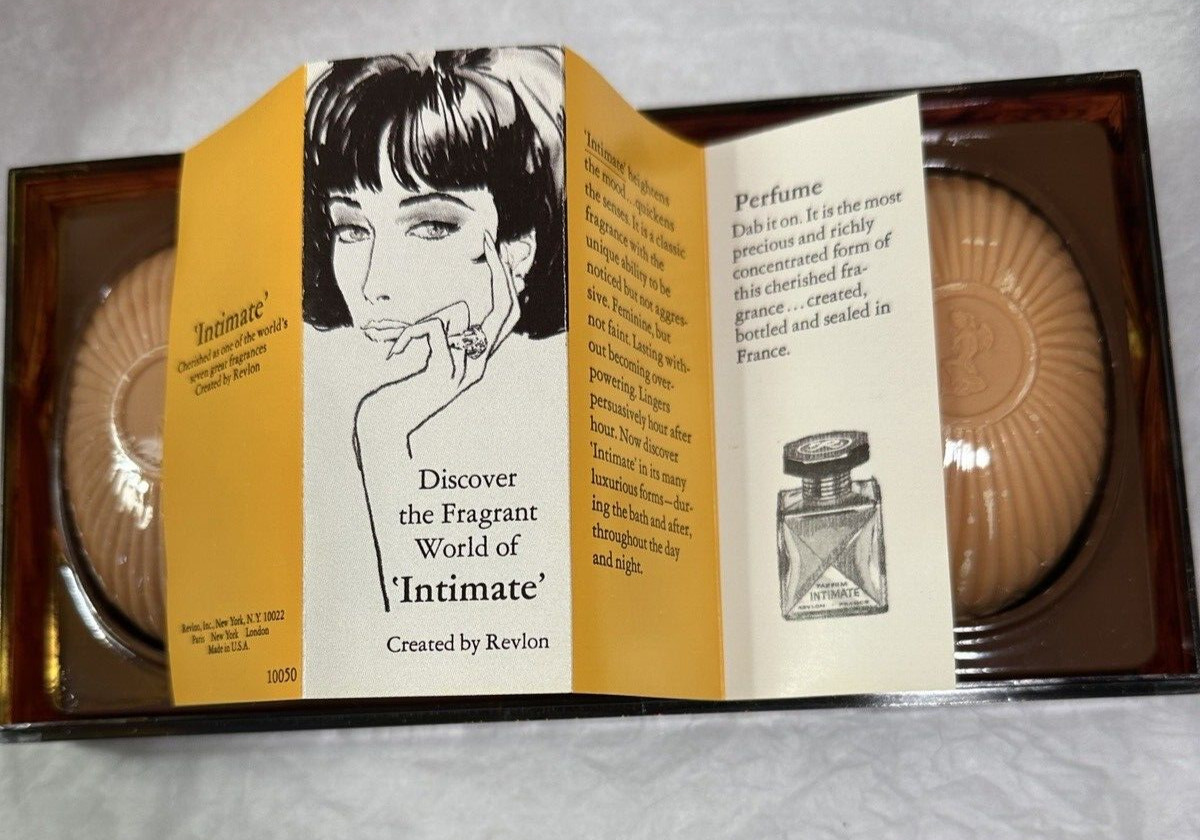 'Intimate'
Cherished as one of the world's
seven great fragrances
Created by Revlon
Revlon, Inc., New York, N.Y. 10022
Paris New York London
Made in U.S.A.
10050
Discover
the Fragrant
World of
'Intimate'
Created by Revlon
'Intimate' heightens
the mood...quickens
the senses. It is a classic
fragrance with the
unique ability to be
noticed but not aggres-
sive. Feminine, but
not faint. Lasting with-
out becoming over-
powering. Lingers
persuasively hour after
hour. Now discover
'Intimate' in its many
luxurious forms—dur-
ing the bath and after,
throughout the day
and night.
Perfume
Dab it on. It is the most
precious and richly
concentrated form of
this cherished fra-
grance...created,
bottled and sealed in
France.
PARFUM
INTIMATE
REVLON FRANCE